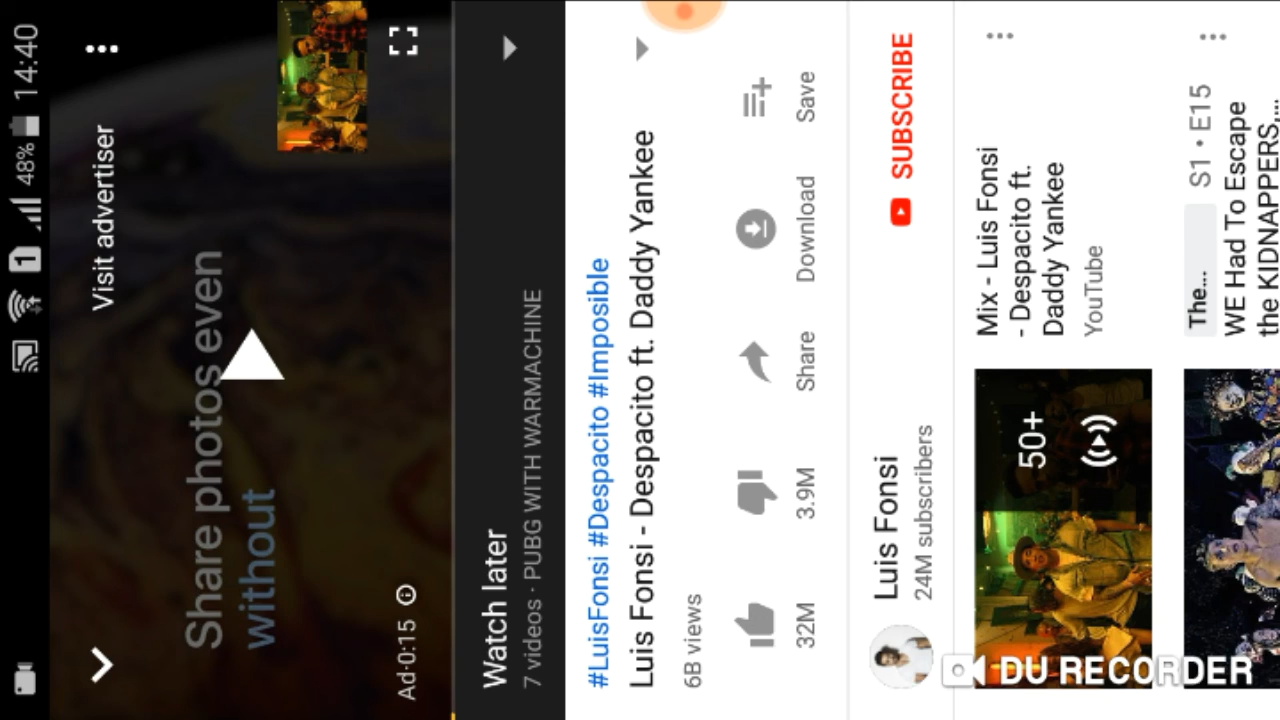 1 48% 14:40
Visit advertiser
Share photos even
without
Ad·0:15
Watch later
7 videos · PUBG WITH WARMACHINE
#LuisFonsi #Despacito #Imposible
Luis Fonsi - Despacito ft. Daddy Yankee
6B views
32M 3.9M Share Download Save
Luis Fonsi
24M subscribers
SUBSCRIBE
50+
Mix - Luis Fonsi
- Despacito ft.
Daddy Yankee
YouTube
The... S1 • E15
WE Had To Escape
the KIDNAPPERS,...
DU RECORDER